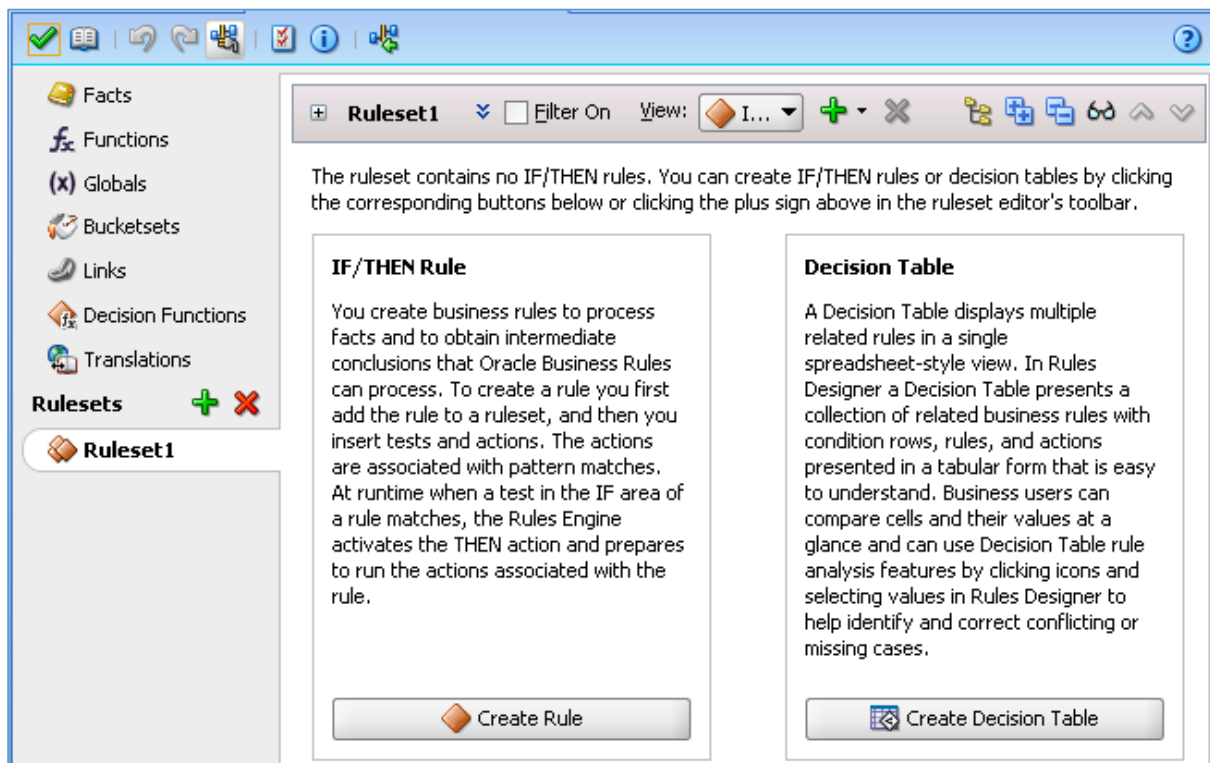 Facts
Functions
Globals
Bucketsets
Links
Decision Functions
Translations
Rulesets
Ruleset1
Ruleset1 Filter On View: I...
The ruleset contains no IF/THEN rules. You can create IF/THEN rules or decision tables by clicking
the corresponding buttons below or clicking the plus sign above in the ruleset editor's toolbar.
IF/THEN Rule
You create business rules to process
facts and to obtain intermediate
conclusions that Oracle Business Rules
can process. To create a rule you first
add the rule to a ruleset, and then you
insert tests and actions. The actions
are associated with pattern matches.
At runtime when a test in the IF area of
a rule matches, the Rules Engine
activates the THEN action and prepares
to run the actions associated with the
rule.
Create Rule
Decision Table
A Decision Table displays multiple
related rules in a single
spreadsheet-style view. In Rules
Designer a Decision Table presents a
collection of related business rules with
condition rows, rules, and actions
presented in a tabular form that is easy
to understand. Business users can
compare cells and their values at a
glance and can use Decision Table rule
analysis features by clicking icons and
selecting values in Rules Designer to
help identify and correct conflicting or
missing cases.
Create Decision Table